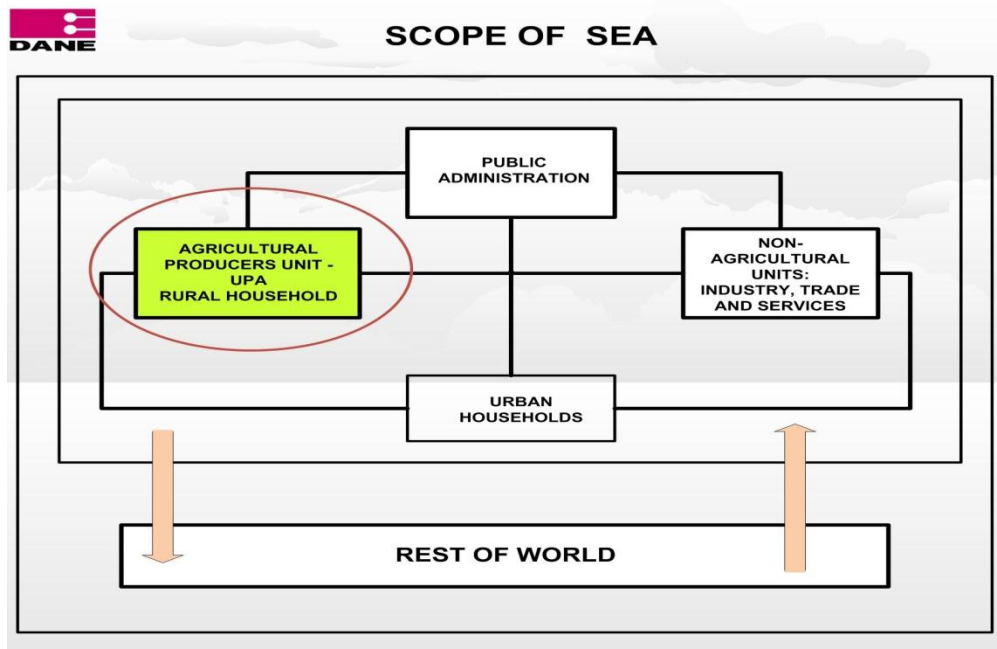 DANE
SCOPE OF SEA
PUBLIC
ADMINISTRATION
AGRICULTURAL
PRODUCERS UNIT -
UPA
RURAL HOUSEHOLD
NON-
AGRICULTURAL
UNITS:
INDUSTRY, TRADE
AND SERVICES
URBAN
HOUSEHOLDS
REST OF WORLD